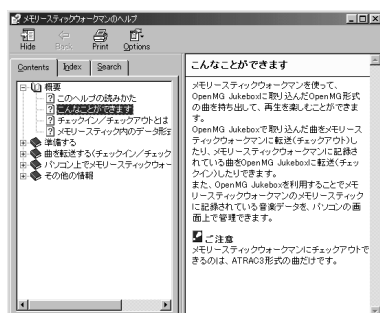 メモリースティックウォークマンのヘルプ
Hide Back Print Options
Contents Index Search
概要
このヘルプの読みかた
こんなことができます
チェックイン／チェックアウトとは
メモリースティック内のデータ形式
準備する
曲を転送する（チェックイン／チェック
パソコン上でメモリースティックウォー
その他の情報
こんなことができます
メモリースティックウォークマンを使って、
OpenMG Jukeboxに取り込んだOpenMG形式
の曲を持ち出して、再生を楽しむことができま
す。
OpenMG Jukeboxで取り込んだ曲をメモリース
ティックウォークマンに転送（チェックアウト）し
たり、メモリースティックウォークマンに記録さ
れている曲をOpenMG Jukeboxに転送（チェッ
クイン）したりできます。
また、OpenMG Jukeboxを利用することでメモ
リースティックウォークマンのメモリースティック
に記録されている音楽データを、パソコンの画
面上で管理できます。
ご注意
メモリースティックウォークマンにチェックアウトで
きるのは、ATRAC3形式の曲だけです。